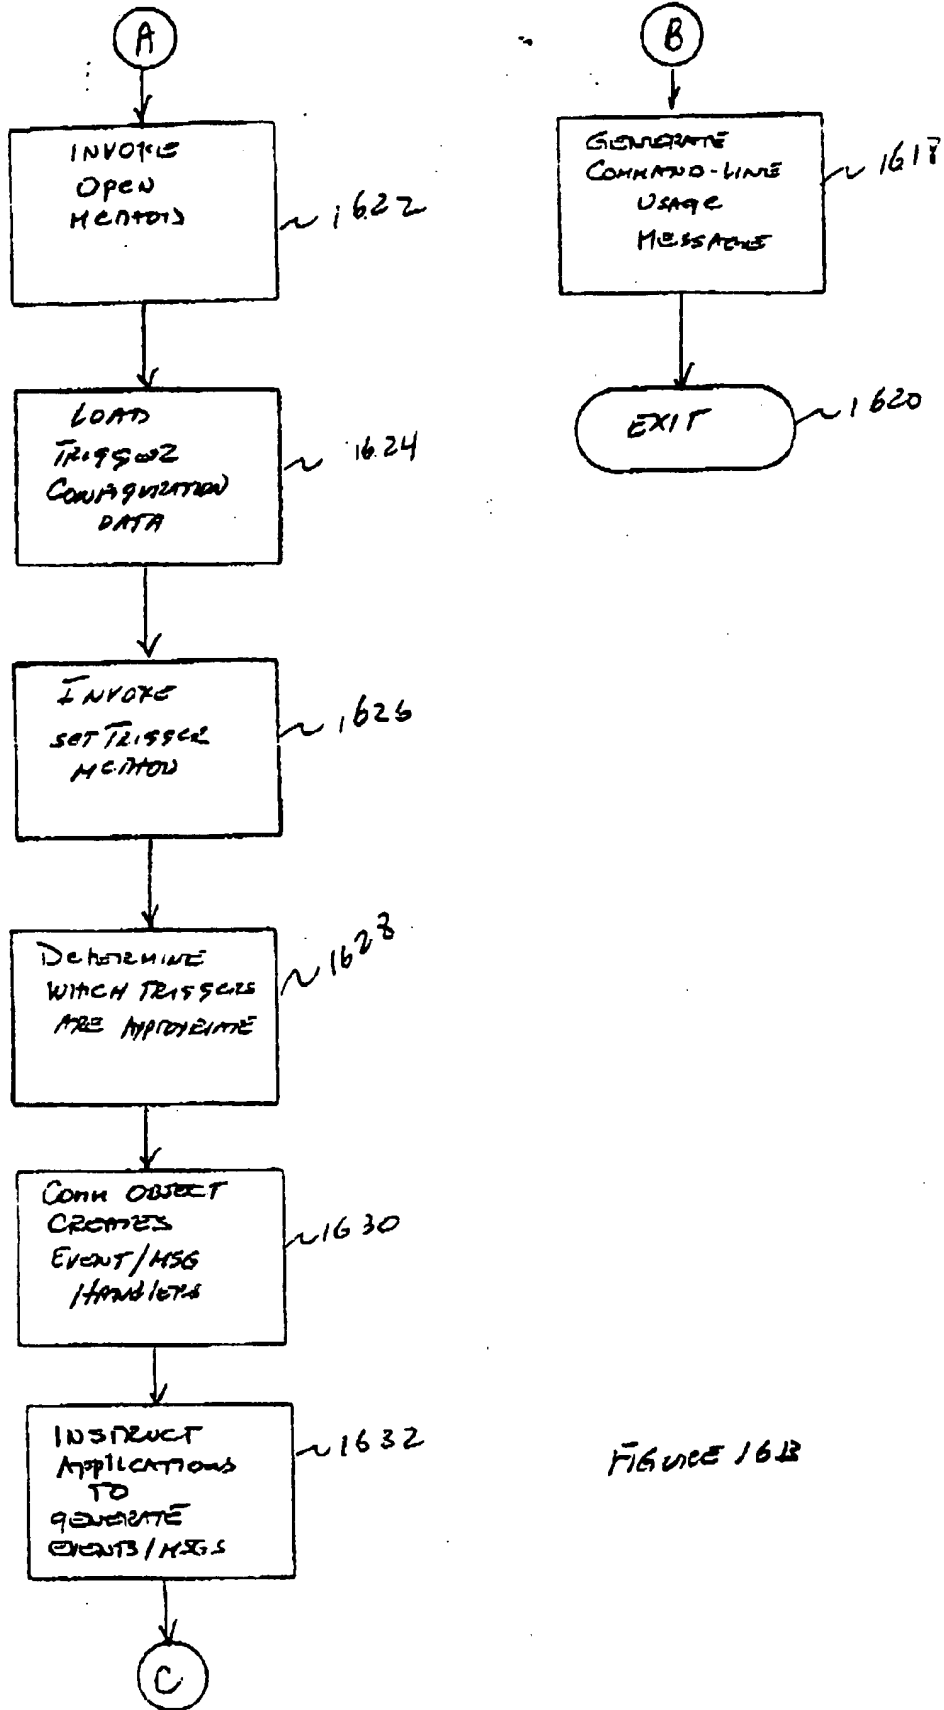 A
INVOKE
OPEN
METHOD
1622
LOAD
TRIGGER
CONFIGURATION
DATA
1624
INVOKE
SET TRIGGER
METHOD
1626
DETERMINE
WHICH TRIGGERS
ARE APPROPRIATE
1628
COMM OBJECT
CREATES
EVENT/MSG
HANDLERS
1630
INSTRUCT
APPLICATIONS
TO
GENERATE
EVENTS/MSGS
1632
C
B
GENERATE
COMMAND-LINE
USAGE
MESSAGE
1618
EXIT
1620
FIGURE 16B